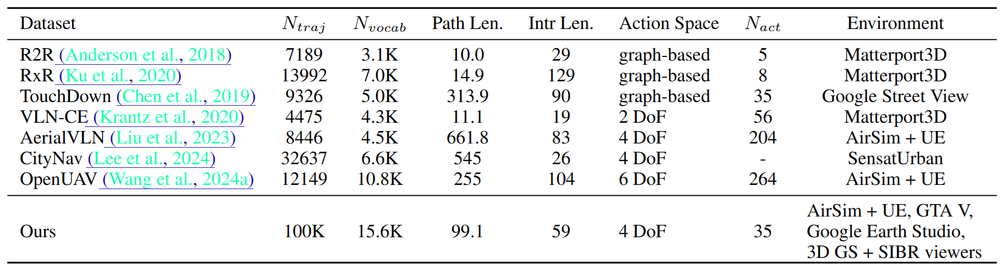 Dataset N_traj N_vocab Path Len. Intr Len. Action Space N_act Environment
R2R (Anderson et al., 2018) 7189 3.1K 10.0 29 graph-based 5 Matterport3D
RxR (Ku et al., 2020) 13992 7.0K 14.9 129 graph-based 8 Matterport3D
TouchDown (Chen et al., 2019) 9326 5.0K 313.9 90 graph-based 35 Google Street View
VLN-CE (Krantz et al., 2020) 4475 4.3K 11.1 19 2 DoF 56 Matterport3D
AerialVLN (Liu et al., 2023) 8446 4.5K 661.8 83 4 DoF 204 AirSim + UE
CityNav (Lee et al., 2024) 32637 6.6K 545 26 4 DoF - SensatUrban
OpenUAV (Wang et al., 2024a) 12149 10.8K 255 104 6 DoF 264 AirSim + UE
AirSim + UE, GTA V,
Ours 100K 15.6K 99.1 59 4 DoF 35 Google Earth Studio,
3D GS + SIBR viewers